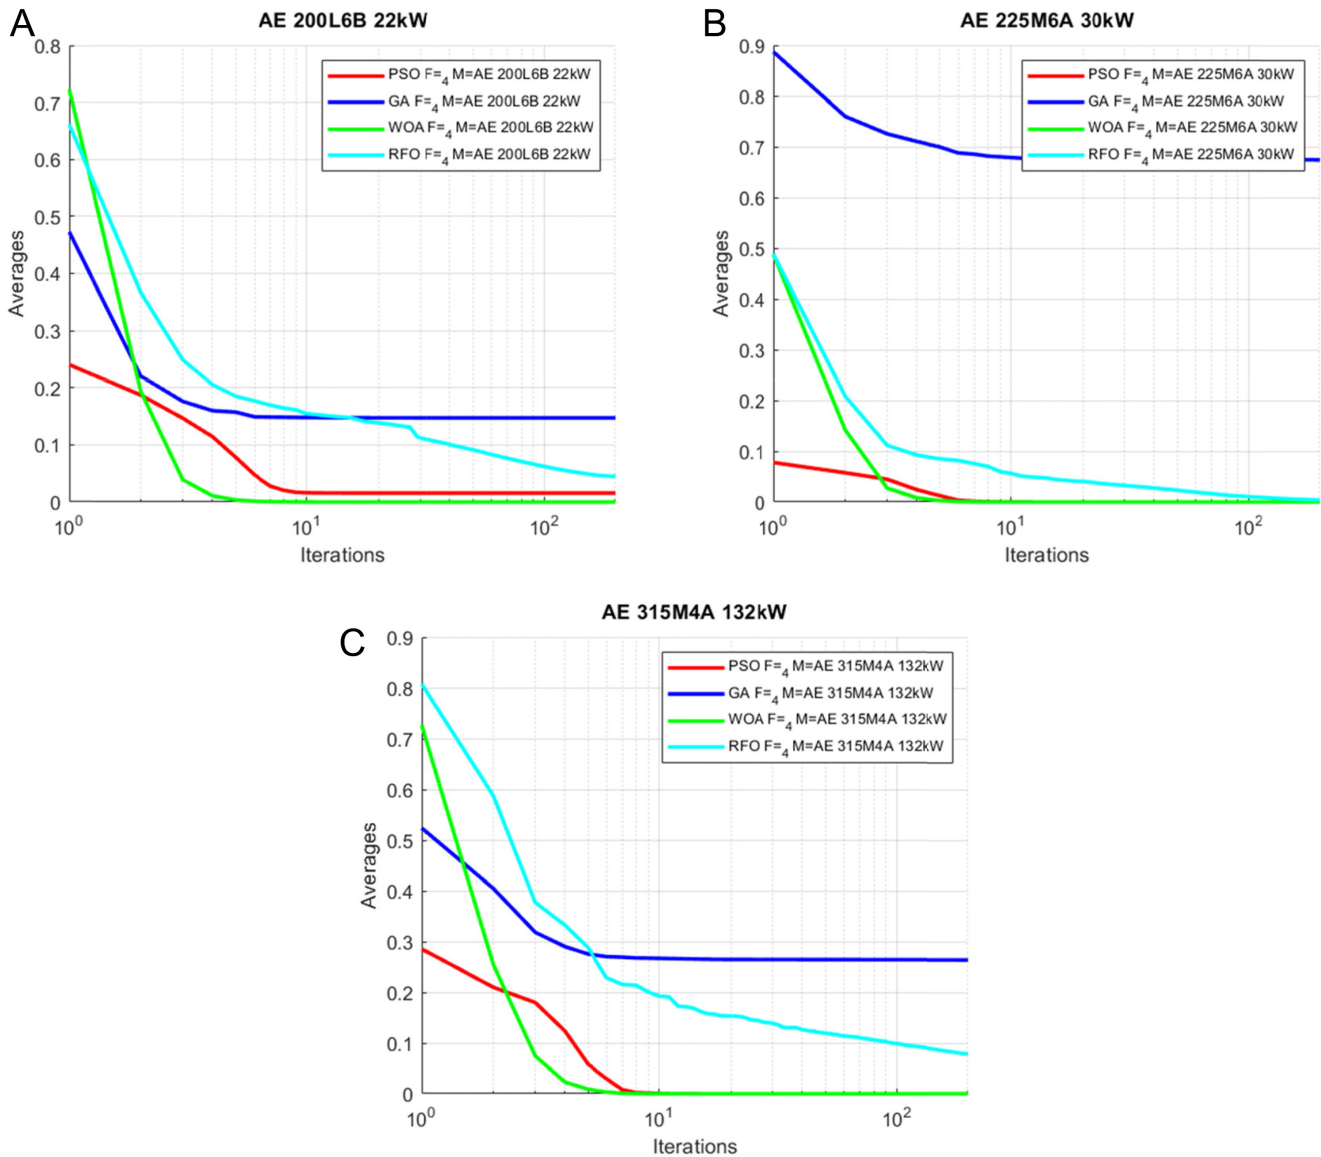 A
AE 200L6B 22kW
0.8
0.7
0.6
0.5
0.4
0.3
0.2
0.1
0
Averages
PSO F=4 M=AE 200L6B 22kW
GA F=4 M=AE 200L6B 22kW
WOA F=4 M=AE 200L6B 22kW
RFO F=4 M=AE 200L6B 22kW
10^0 10^1 10^2
Iterations
B
AE 225M6A 30kW
0.9
0.8
0.7
0.6
0.5
0.4
0.3
0.2
0.1
0
Averages
PSO F=4 M=AE 225M6A 30kW
GA F=4 M=AE 225M6A 30kW
WOA F=4 M=AE 225M6A 30kW
RFO F=4 M=AE 225M6A 30kW
10^0 10^1 10^2
Iterations
C
AE 315M4A 132kW
0.9
0.8
0.7
0.6
0.5
0.4
0.3
0.2
0.1
0
Averages
PSO F=4 M=AE 315M4A 132kW
GA F=4 M=AE 315M4A 132kW
WOA F=4 M=AE 315M4A 132kW
RFO F=4 M=AE 315M4A 132kW
10^0 10^1 10^2
Iterations